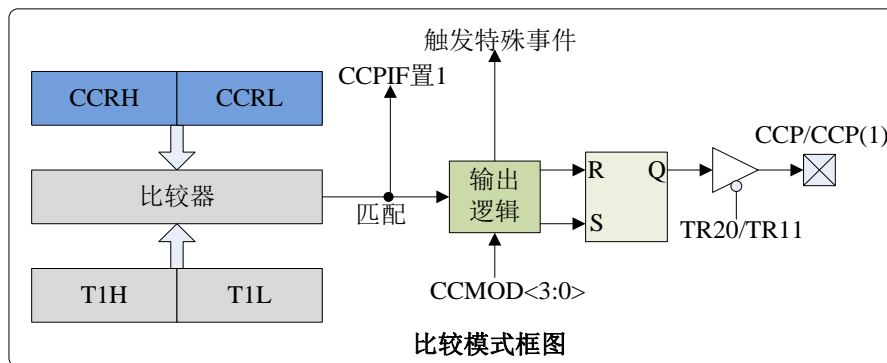 触发特殊事件
CCPIF置1
CCRH CCRL
CCP/CCP(1)
比较器
匹配
输出
逻辑
R Q
S
TR20/TR11
T1H T1L
CCMOD<3:0>
比较模式框图